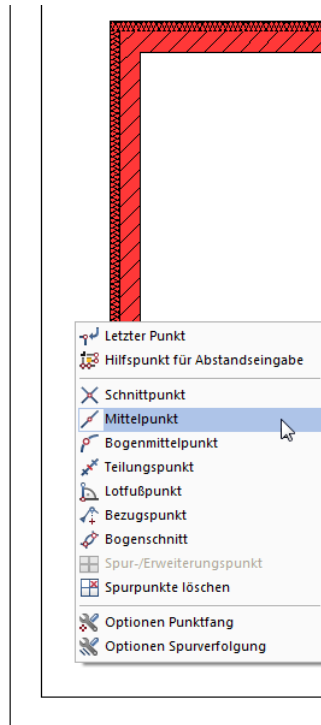 Letzter Punkt
Hilfspunkt für Abstandseingabe
Schnittpunkt
Mittelpunkt
Bogenmittelpunkt
Teilungspunkt
Lotfußpunkt
Bezugspunkt
Bogenschnitt
Spur-/Erweiterungspunkt
Spurpunkte löschen
Optionen Punktfang
Optionen Spurverfolgung